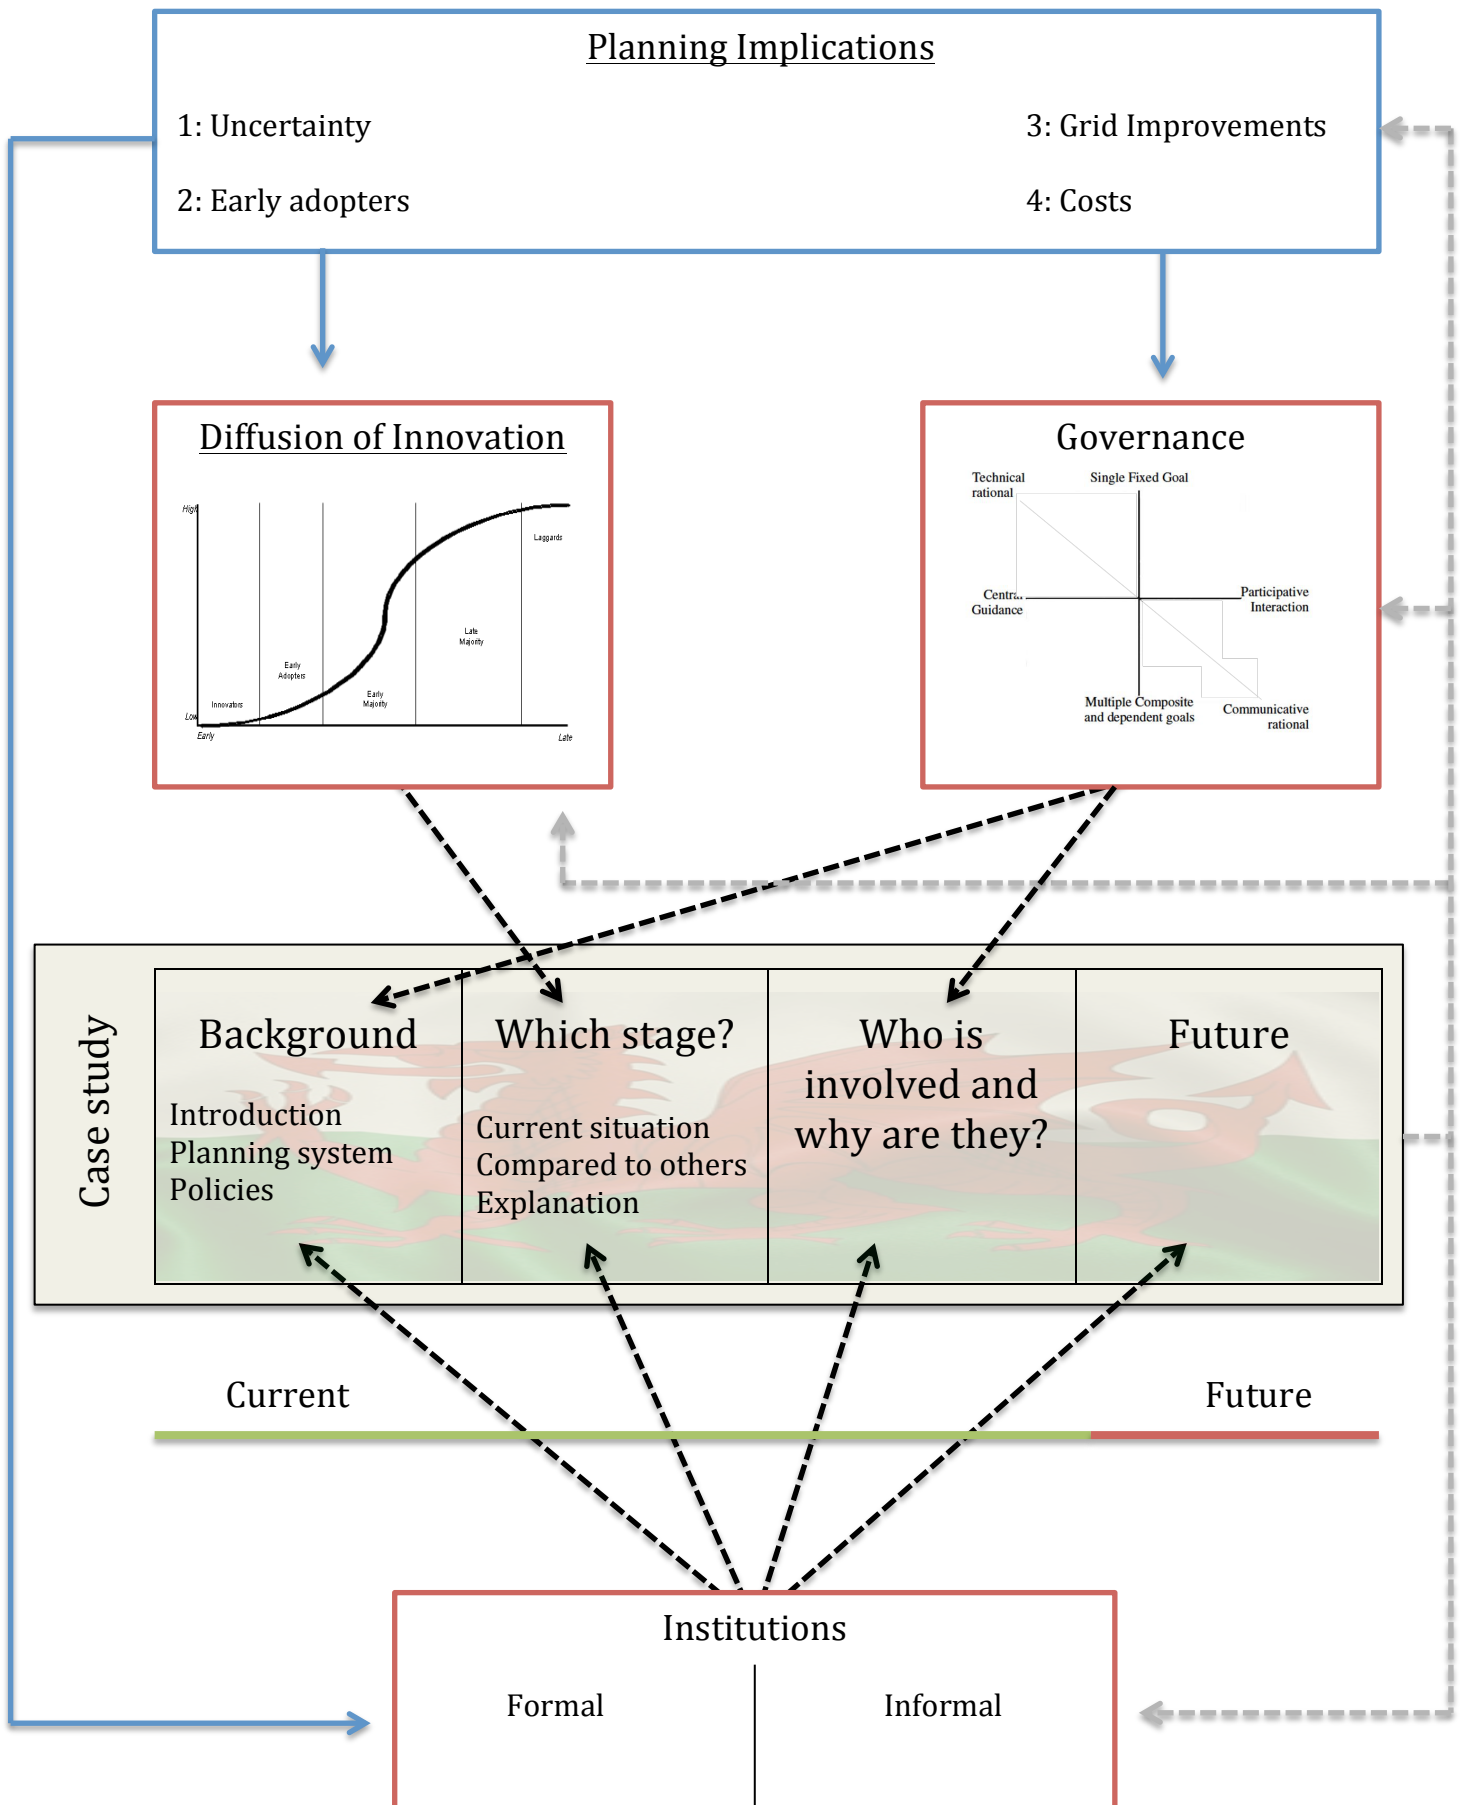 Planning Implications
1: Uncertainty
3: Grid Improvements
2: Early adopters
4: Costs
Diffusion of Innovation
High
Low
Early
Late
Innovators
Early
Adopters
Early
Majority
Late
Majority
Laggards
Governance
Technical
rational
Single Fixed Goal
Central
Guidance
Participative
Interaction
Multiple Composite
and dependent goals
Communicative
rational
Case study
Background
Introduction
Planning system
Policies
Which stage?
Current situation
Compared to others
Explanation
Who is
involved and
why are they?
Future
Current
Future
Institutions
Formal
Informal